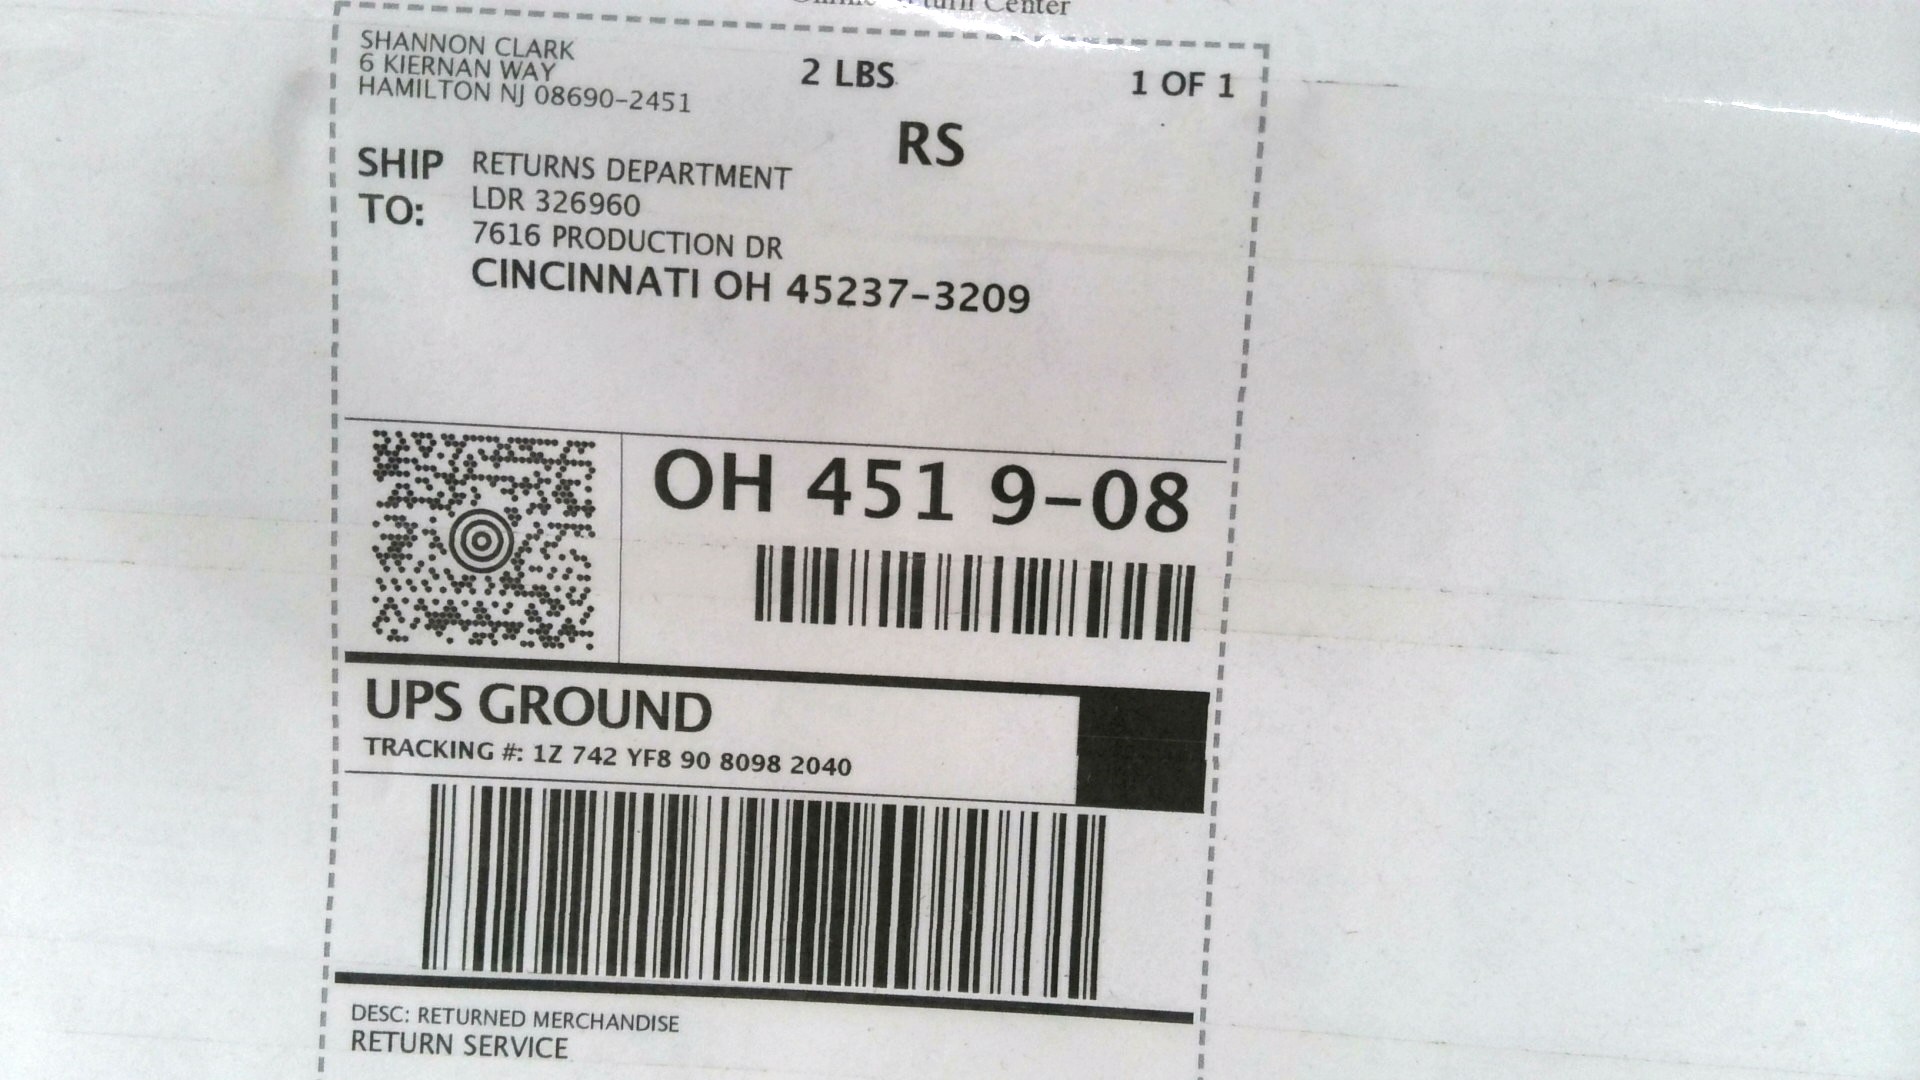 Center
SHANNON CLARK
6 KIERNAN WAY
HAMILTON NJ 08690-2451
2 LBS
1 OF 1
RS
SHIP TO:
RETURNS DEPARTMENT
LDR 326960
7616 PRODUCTION DR
CINCINNATI OH 45237-3209
OH 451 9-08
UPS GROUND
TRACKING #: 1Z 742 YF8 90 8098 2040
DESC: RETURNED MERCHANDISE
RETURN SERVICE